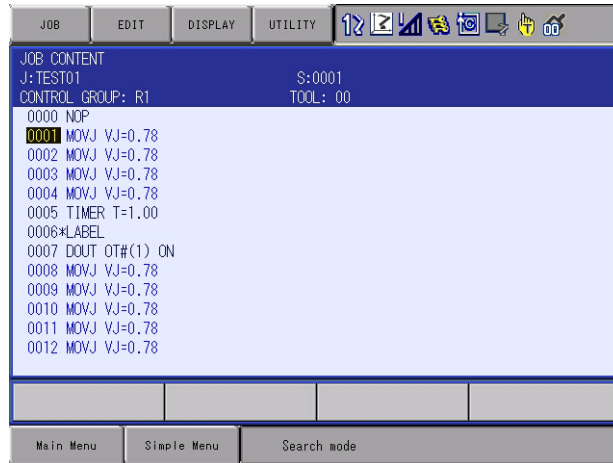 JOB EDIT DISPLAY UTILITY
JOB CONTENT
J:TEST01 S:0001
CONTROL GROUP: R1 TOOL: 00
0000 NOP
0001 MOVJ VJ=0.78
0002 MOVJ VJ=0.78
0003 MOVJ VJ=0.78
0004 MOVJ VJ=0.78
0005 TIMER T=1.00
0006*LABEL
0007 DOUT OT#(1) ON
0008 MOVJ VJ=0.78
0009 MOVJ VJ=0.78
0010 MOVJ VJ=0.78
0011 MOVJ VJ=0.78
0012 MOVJ VJ=0.78
Main Menu Simple Menu Search mode